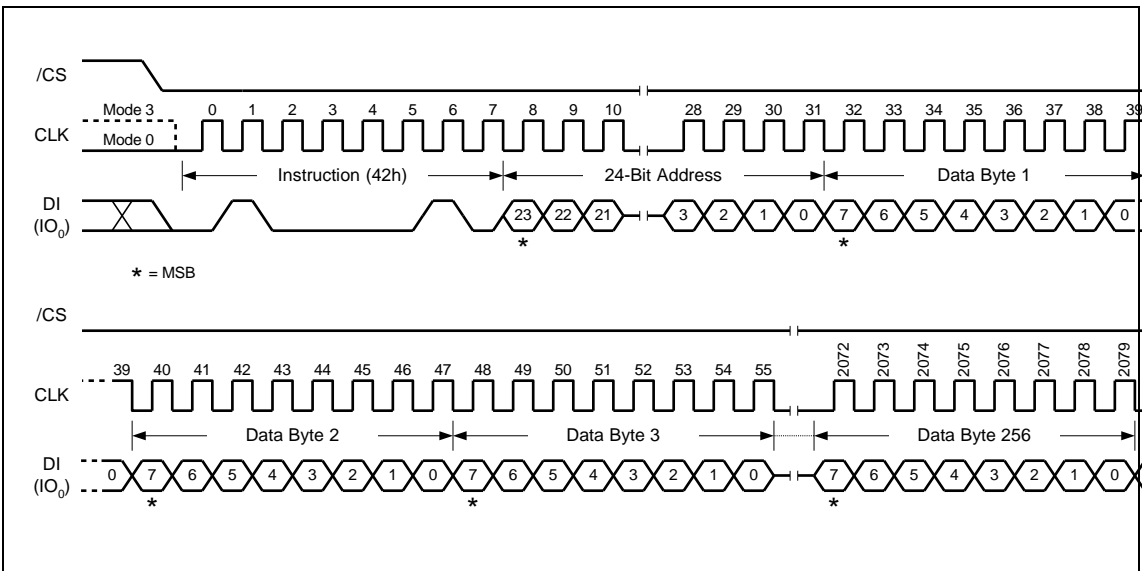 /CS
Mode 3
0 1 2 3 4 5 6 7 8 9 10 28 29 30 31 32 33 34 35 36 37 38 39
CLK
Mode 0
Instruction (42h) 24-Bit Address Data Byte 1
DI
(IO0)
23 22 21 3 2 1 0 7 6 5 4 3 2 1 0
* *
* = MSB
/CS
39 40 41 42 43 44 45 46 47 48 49 50 51 52 53 54 55 2072 2073 2074 2075 2076 2077 2078 2079
CLK
Data Byte 2 Data Byte 3 Data Byte 256
DI
(IO0)
0 7 6 5 4 3 2 1 0 7 6 5 4 3 2 1 0 7 6 5 4 3 2 1 0
* * *